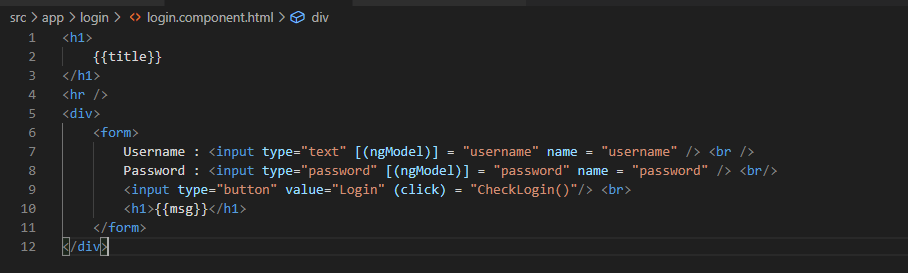 src > app > login > <> login.component.html > div
1 <h1>
2     {{title}}
3 </h1>
4 <hr />
5 <div>
6     <form>
7         Username : <input type="text" [(ngModel)] = "username" name = "username" /> <br />
8         Password : <input type="password" [(ngModel)] = "password" name = "password" /> <br/>
9         <input type="button" value="Login" (click) = "CheckLogin()"/> <br>
10         <h1>{{msg}}</h1>
11     </form>
12 </div>